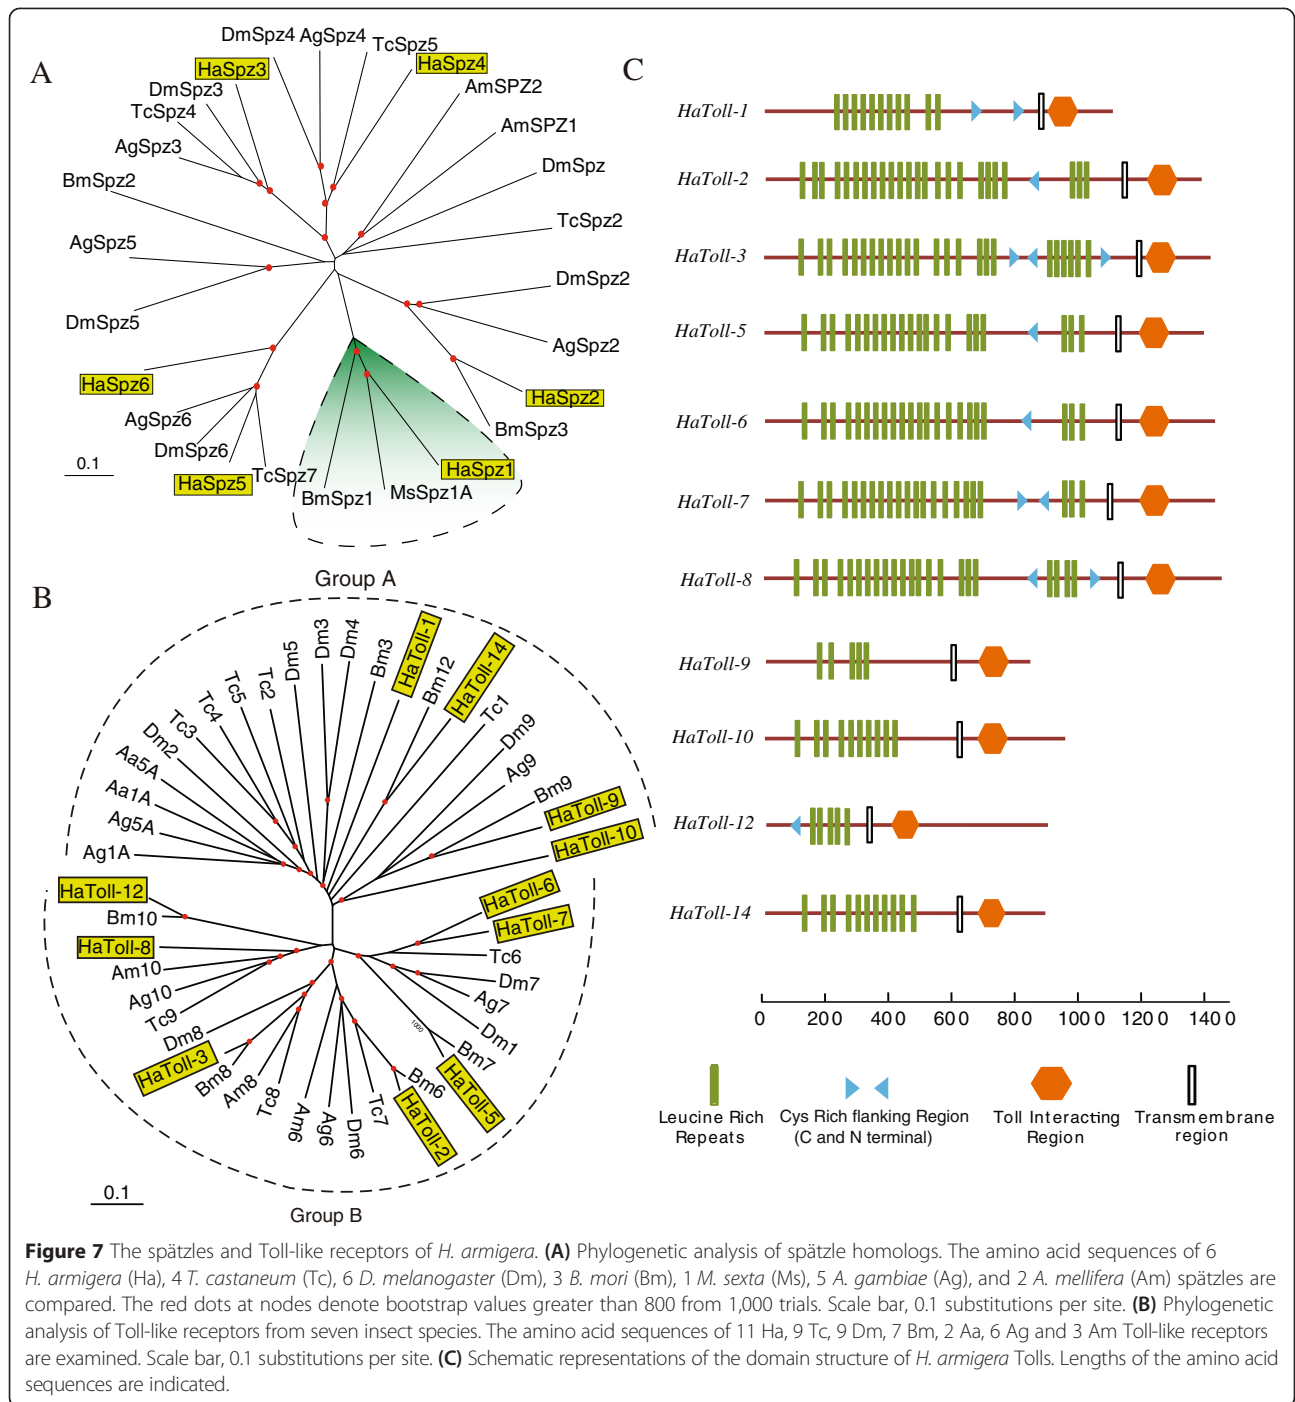 A
DmSpz4
AgSpz4
TcSpz5
HaSpz3
HaSpz4
DmSpz3
AmSPZ2
TcSpz4
AmSPZ1
AgSpz3
DmSpz
BmSpz2
TcSpz2
AgSpz5
DmSpz2
DmSpz5
AgSpz2
HaSpz6
HaSpz2
AgSpz6
BmSpz3
DmSpz6
HaSpz1
HaSpz5
TcSpz7
BmSpz1
MsSpz1A
0.1
B
Group A
Ag1A
Ag5A
Aa1A
Aa5A
Dm2
Tc3
Tc4
Tc5
Tc2
Dm5
Dm3
Dm4
Bm3
HaToll-1
Bm12
HaToll-14
Tc1
Dm9
Ag9
Bm9
HaToll-9
HaToll-10
HaToll-6
HaToll-7
Tc6
Dm7
Ag7
Dm1
Bm7
1000
HaToll-5
Bm6
HaToll-2
Tc7
Dm6
Ag6
Am6
Tc8
Am8
Bm8
HaToll-3
Dm8
Tc9
Ag10
Am10
HaToll-8
Bm10
HaToll-12
0.1
Group B
C
HaToll-1
HaToll-2
HaToll-3
HaToll-5
HaToll-6
HaToll-7
HaToll-8
HaToll-9
HaToll-10
HaToll-12
HaToll-14
0 200 400 600 800 1000 1200 1400
Leucine Rich
Repeats
Cys Rich flanking Region
(C and N terminal)
Toll Interacting
Region
Transmembrane
region
Figure 7 The spätzles and Toll-like receptors of H. armigera. (A) Phylogenetic analysis of spätzle homologs. The amino acid sequences of 6
H. armigera (Ha), 4 T. castaneum (Tc), 6 D. melanogaster (Dm), 3 B. mori (Bm), 1 M. sexta (Ms), 5 A. gambiae (Ag), and 2 A. mellifera (Am) spätzles are
compared. The red dots at nodes denote bootstrap values greater than 800 from 1,000 trials. Scale bar, 0.1 substitutions per site. (B) Phylogenetic
analysis of Toll-like receptors from seven insect species. The amino acid sequences of 11 Ha, 9 Tc, 9 Dm, 7 Bm, 2 Aa, 6 Ag and 3 Am Toll-like receptors
are examined. Scale bar, 0.1 substitutions per site. (C) Schematic representations of the domain structure of H. armigera Tolls. Lengths of the amino acid
sequences are indicated.